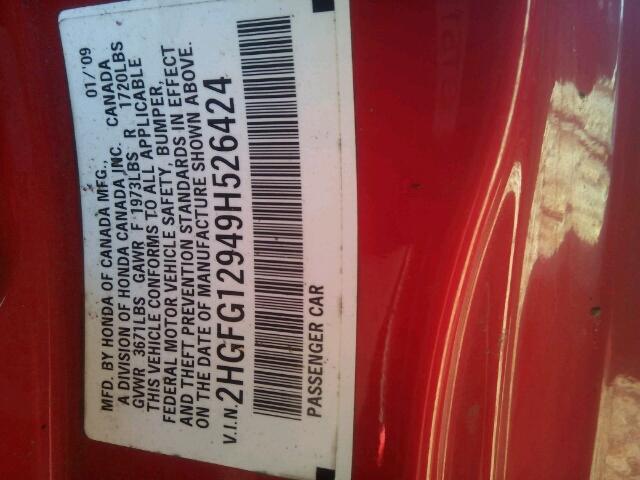 MFD. BY HONDA OF CANADA MFG., 01/'09
A DIVISION OF HONDA CANADA INC. CANADA
GVWR 3671LBS GAWR F 1973LBS R 1720LBS
THIS VEHICLE CONFORMS TO ALL APPLICABLE
FEDERAL MOTOR VEHICLE SAFETY, BUMPER,
AND THEFT PREVENTION STANDARDS IN EFFECT
ON THE DATE OF MANUFACTURE SHOWN ABOVE.
V.I.N. 2HGFG12949H526424
PASSENGER CAR